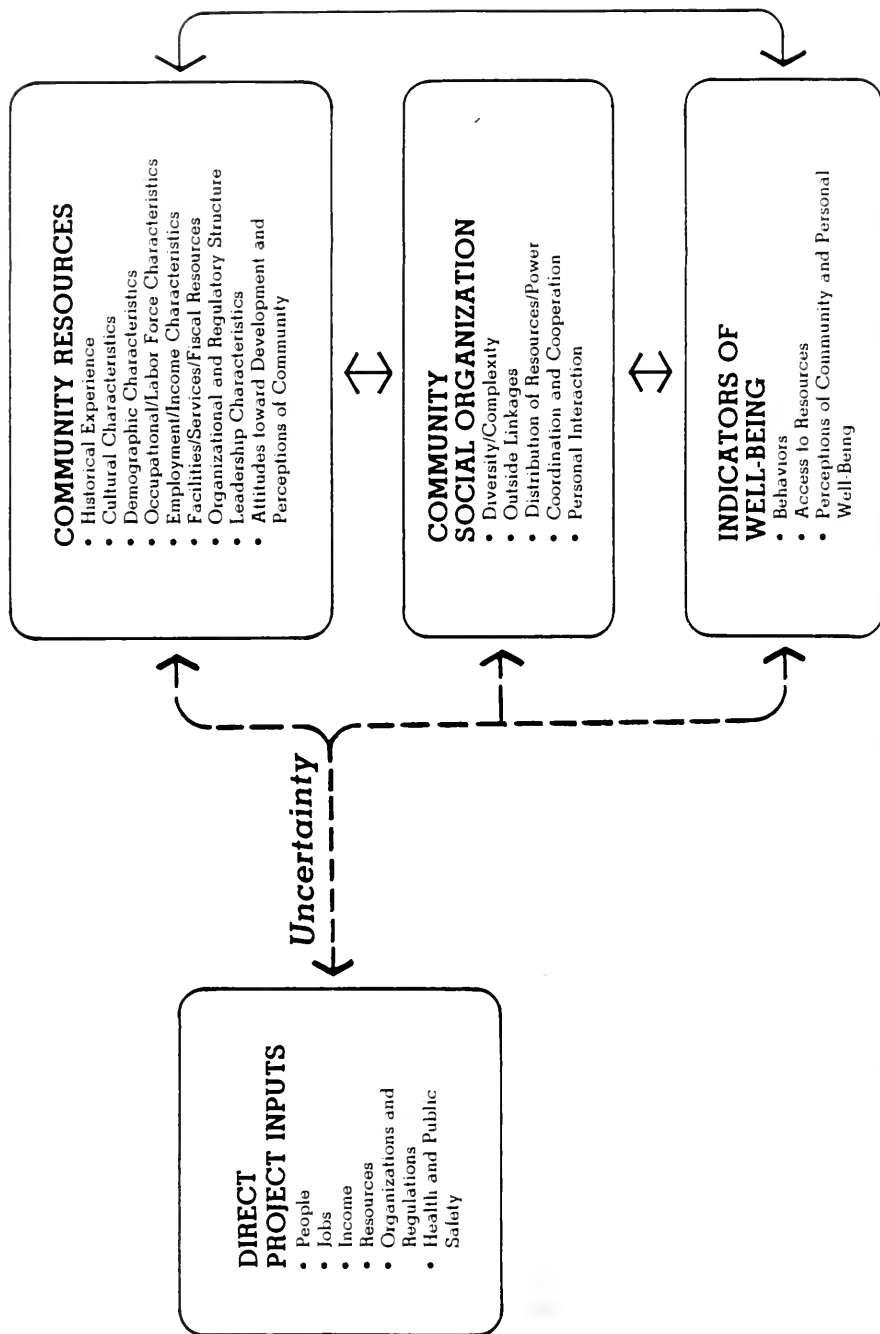 DIRECT
PROJECT INPUTS
• People
• Jobs
• Income
• Resources
• Organizations and
Regulations
• Health and Public
Safety
Uncertainty
COMMUNITY RESOURCES
• Historical Experience
• Cultural Characteristics
• Demographic Characteristics
• Occupational/Labor Force Characteristics
• Employment/Income Characteristics
• Facilities/Services/Fiscal Resources
• Organizational and Regulatory Structure
• Leadership Characteristics
• Attitudes toward Development and
Perceptions of Community
COMMUNITY
SOCIAL ORGANIZATION
• Diversity/Complexity
• Outside Linkages
• Distribution of Resources/Power
• Coordination and Cooperation
• Personal Interaction
INDICATORS OF
WELL-BEING
• Behaviors
• Access to Resources
• Perceptions of Community and Personal
Well-Being